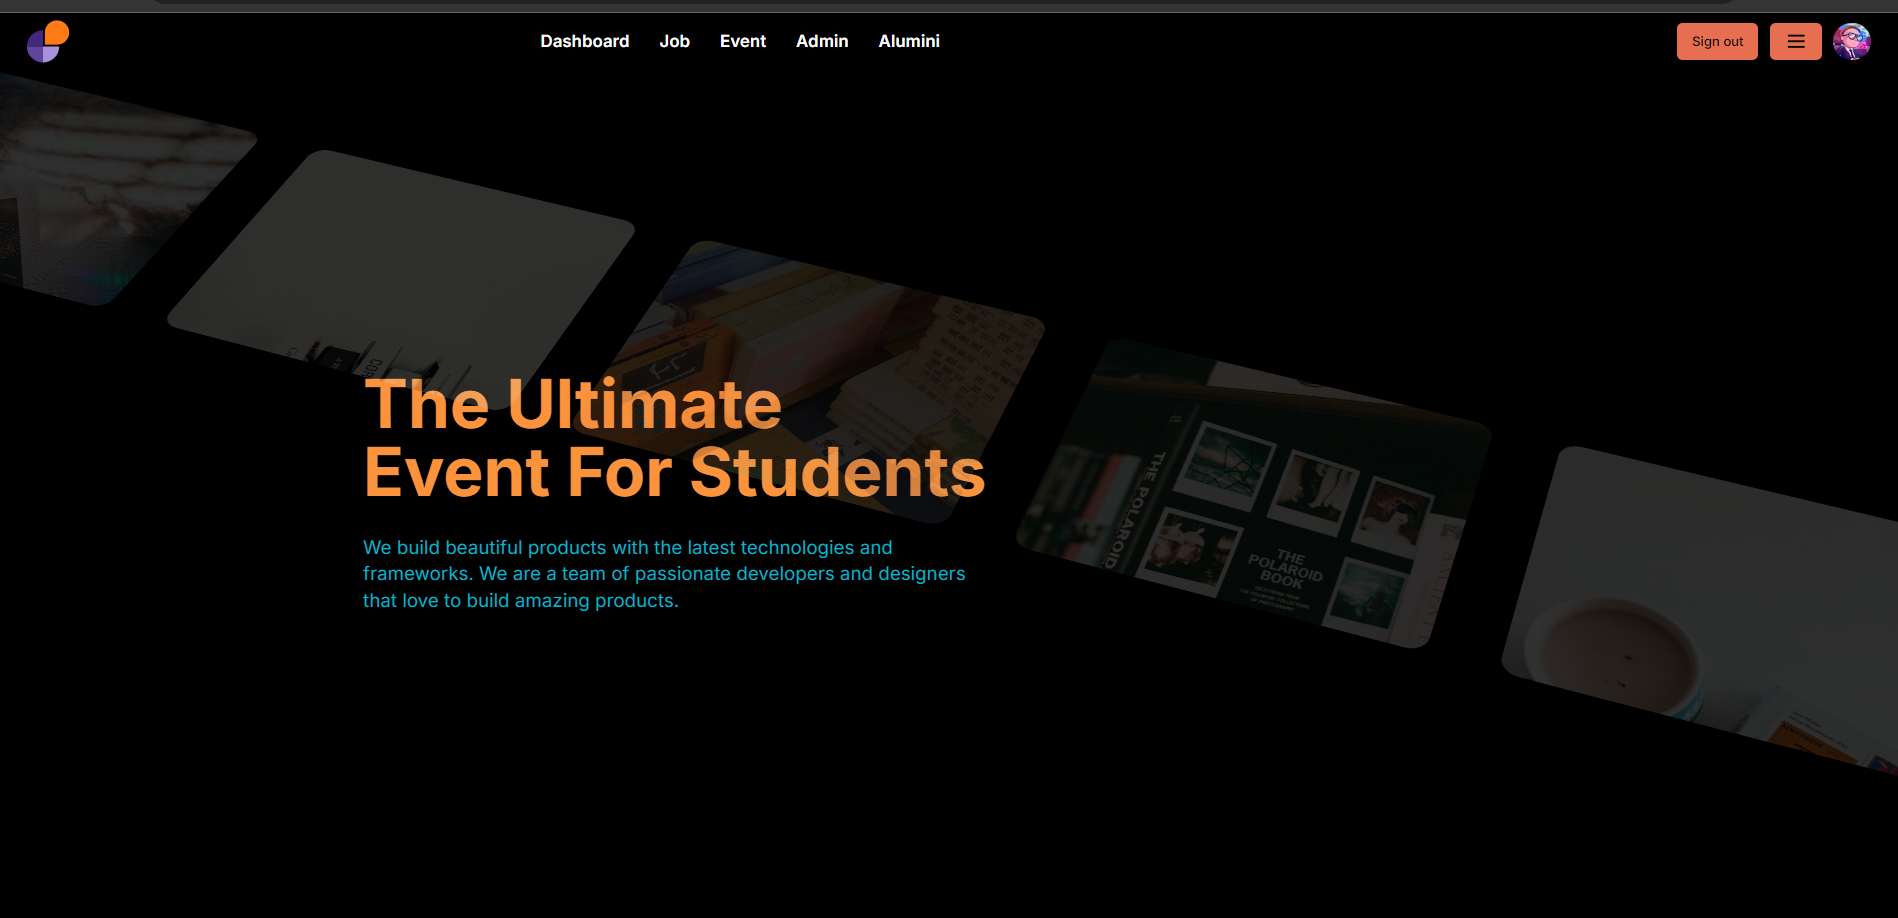 Dashboard Job Event Admin Alumini
Sign out
The Ultimate
Event For Students
We build beautiful products with the latest technologies and
frameworks. We are a team of passionate developers and designers
that love to build amazing products.
THE POLAROID
THE
POLAROID
BOOK